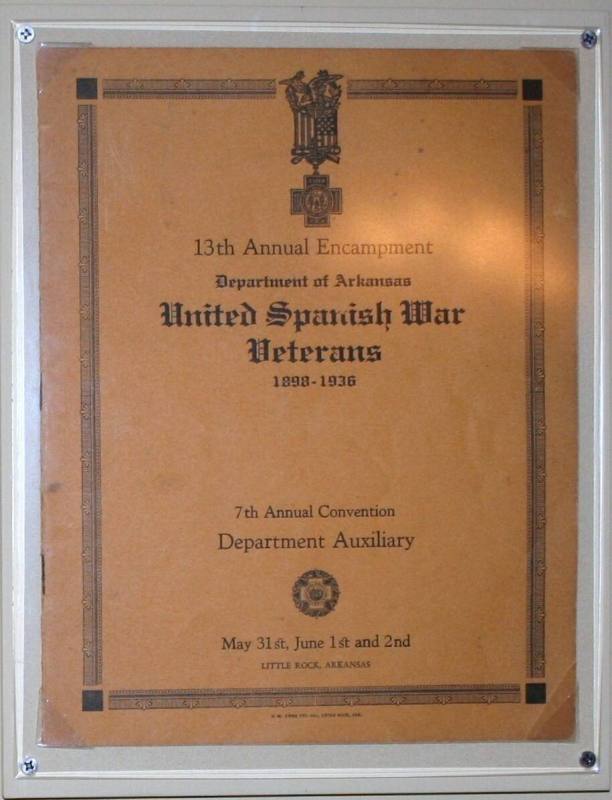 13th Annual Encampment
Department of Arkansas
United Spanish War
Veterans
1898-1936
7th Annual Convention
Department Auxiliary
May 31st, June 1st and 2nd
LITTLE ROCK, ARKANSAS